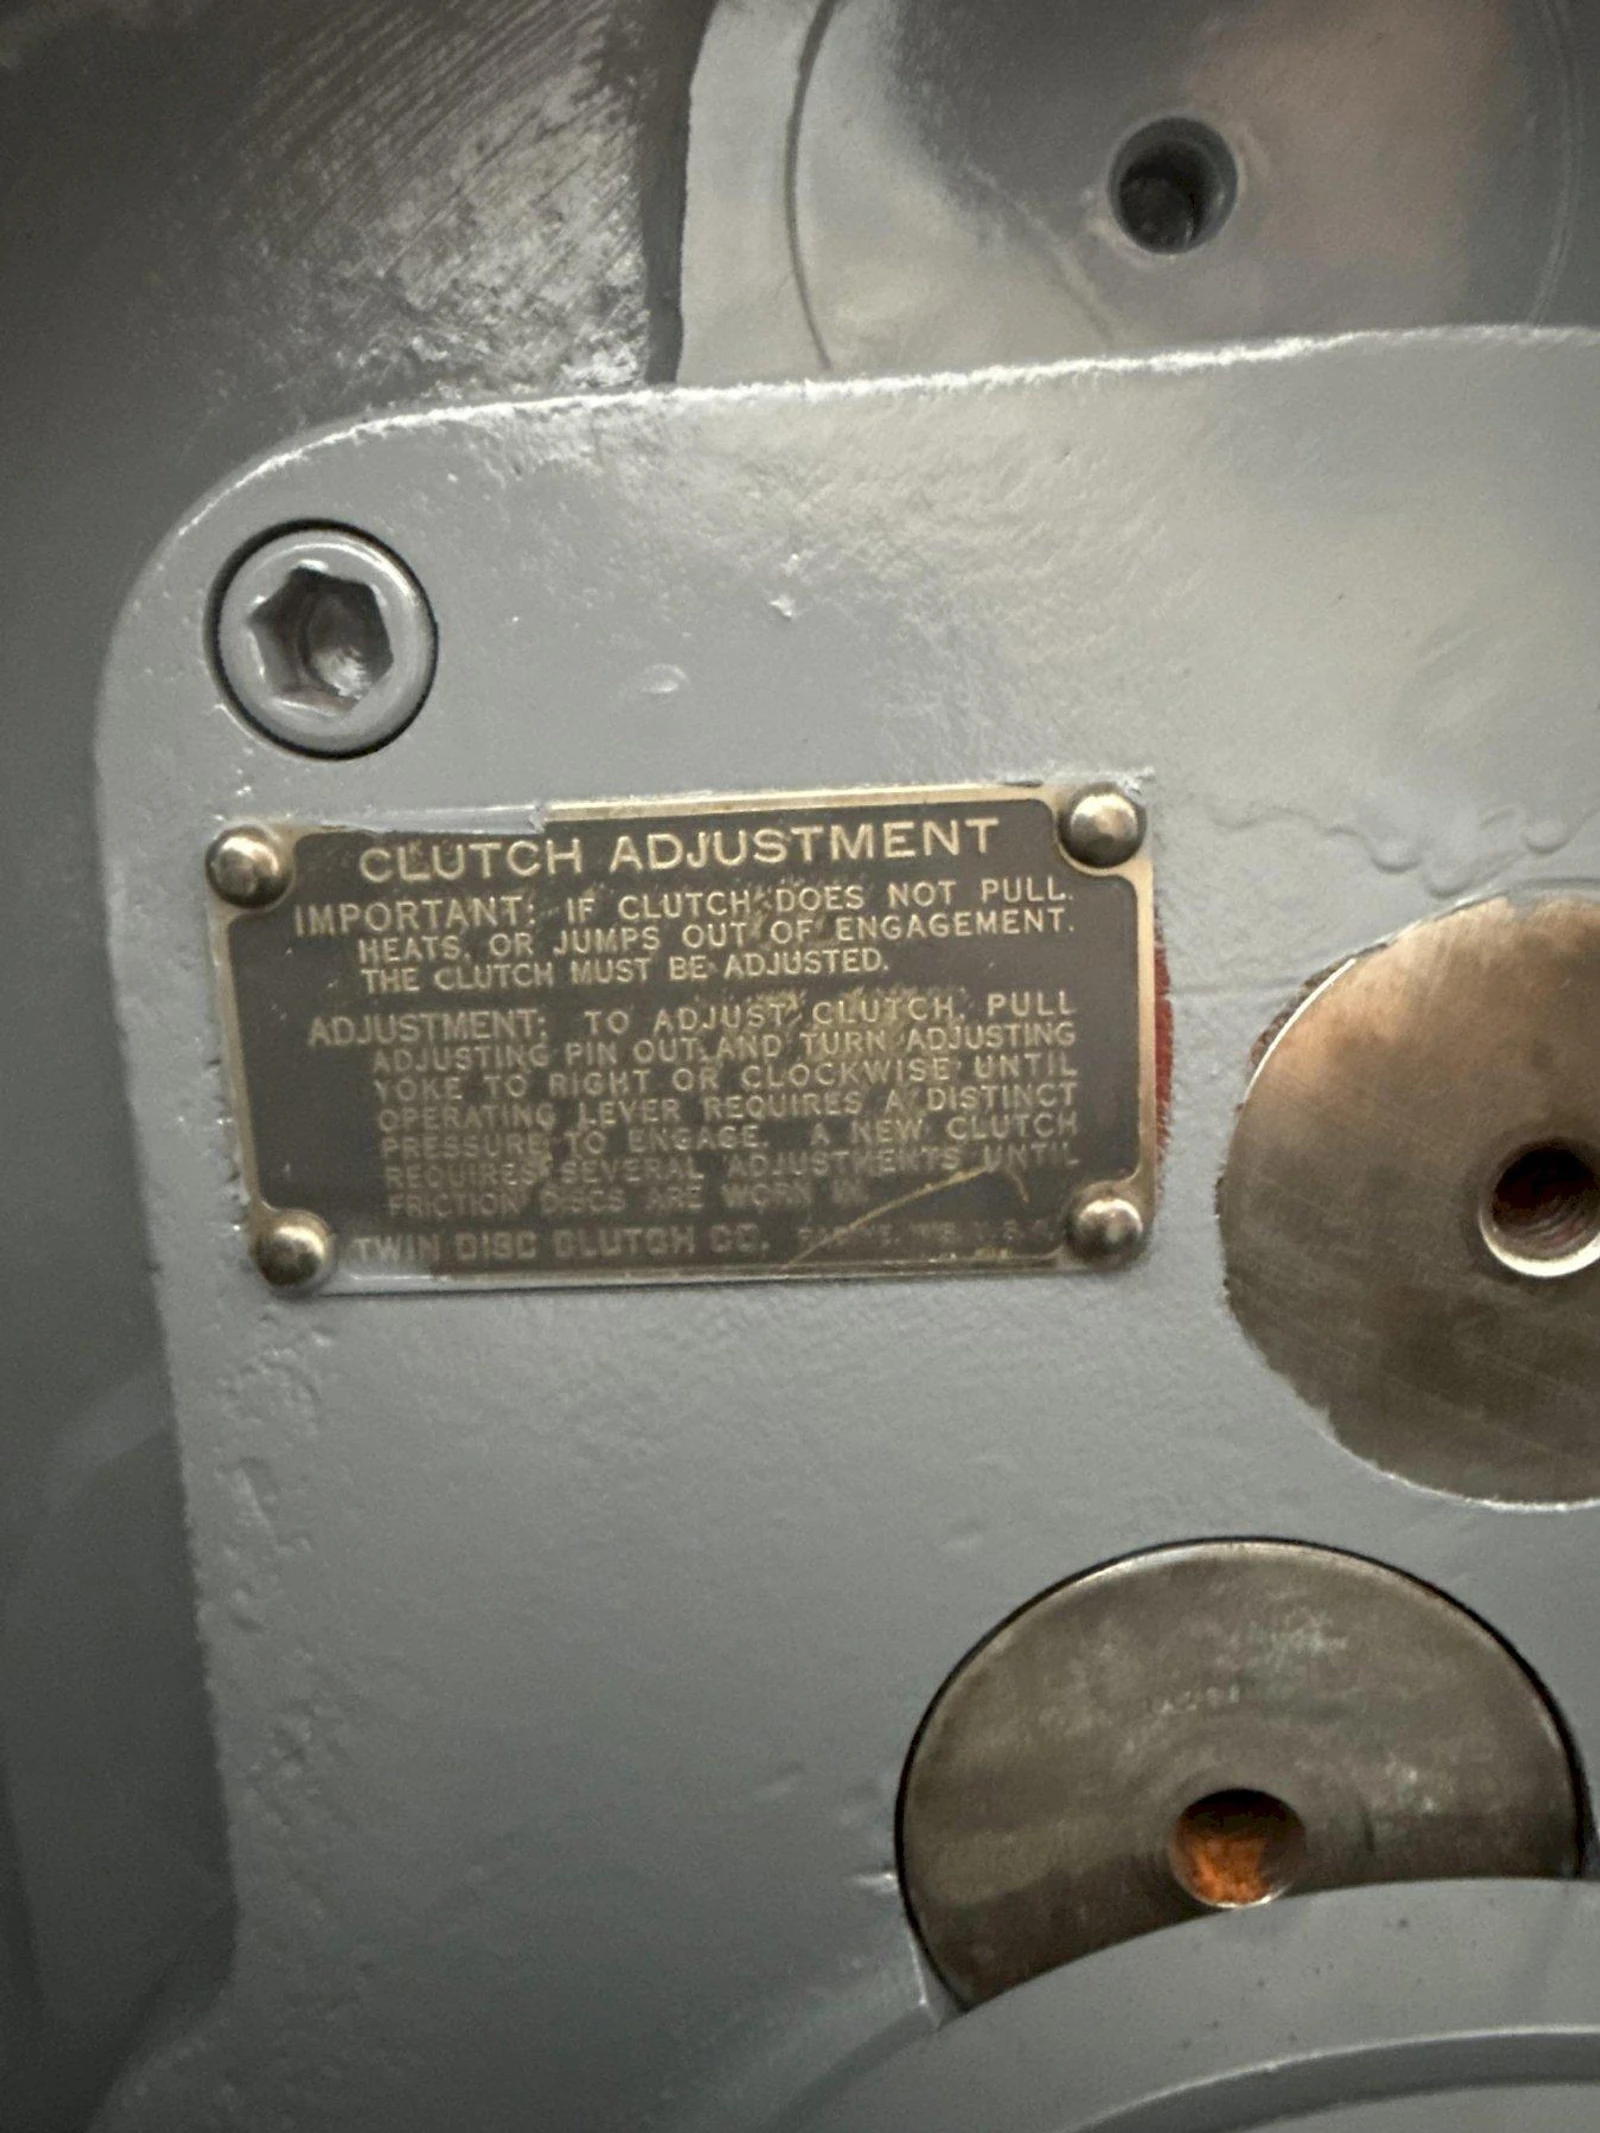 CLUTCH ADJUSTMENT
IMPORTANT: IF CLUTCH DOES NOT PULL.
HEATS, OR JUMPS OUT OF ENGAGEMENT.
THE CLUTCH MUST BE ADJUSTED.
ADJUSTMENT: TO ADJUST CLUTCH, PULL
ADJUSTING PIN OUT AND TURN ADJUSTING
YOKE TO RIGHT OR CLOCKWISE UNTIL
OPERATING LEVER REQUIRES A DISTINCT
PRESSURE TO ENGAGE. A NEW CLUTCH
REQUIRES SEVERAL ADJUSTMENTS UNTIL
FRICTION DISCS ARE WORN IN.
TWIN DISC CLUTCH CO.